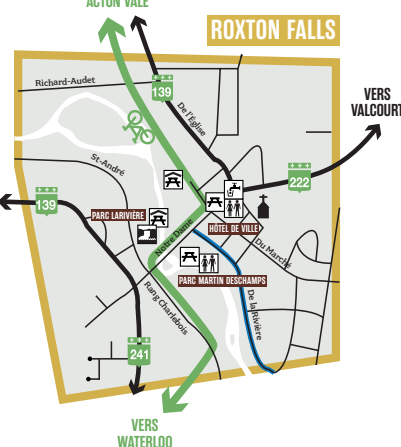 ACTON VALE
ROXTON FALLS
Richard-Audet
139
De l'Église
VERS
VALCOURT
St-André
222
139
PARC LARIVIÈRE
HÔTEL DE VILLE
Notre Dame
Du Marché
PARC MARTIN DESCHAMPS
Rang Charlebois
De la Rivière
241
VERS
WATERLOO